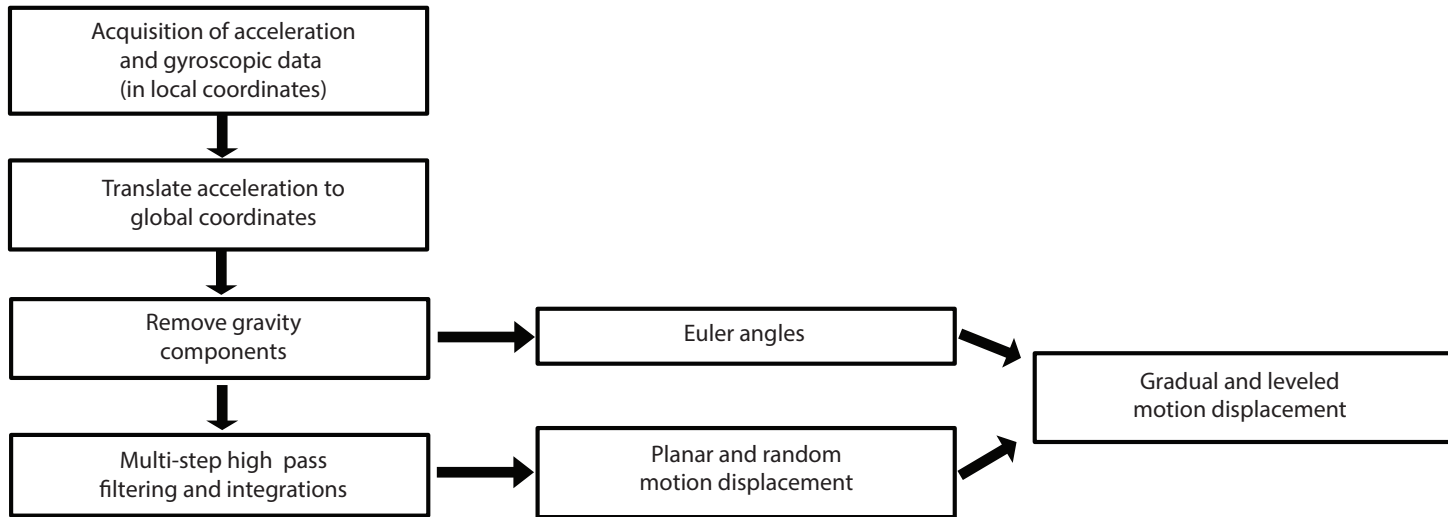 Acquisition of acceleration
and gyroscopic data
(in local coordinates)
Translate acceleration to
global coordinates
Remove gravity
components
Euler angles
Gradual and leveled
motion displacement
Multi-step high pass
filtering and integrations
Planar and random
motion displacement